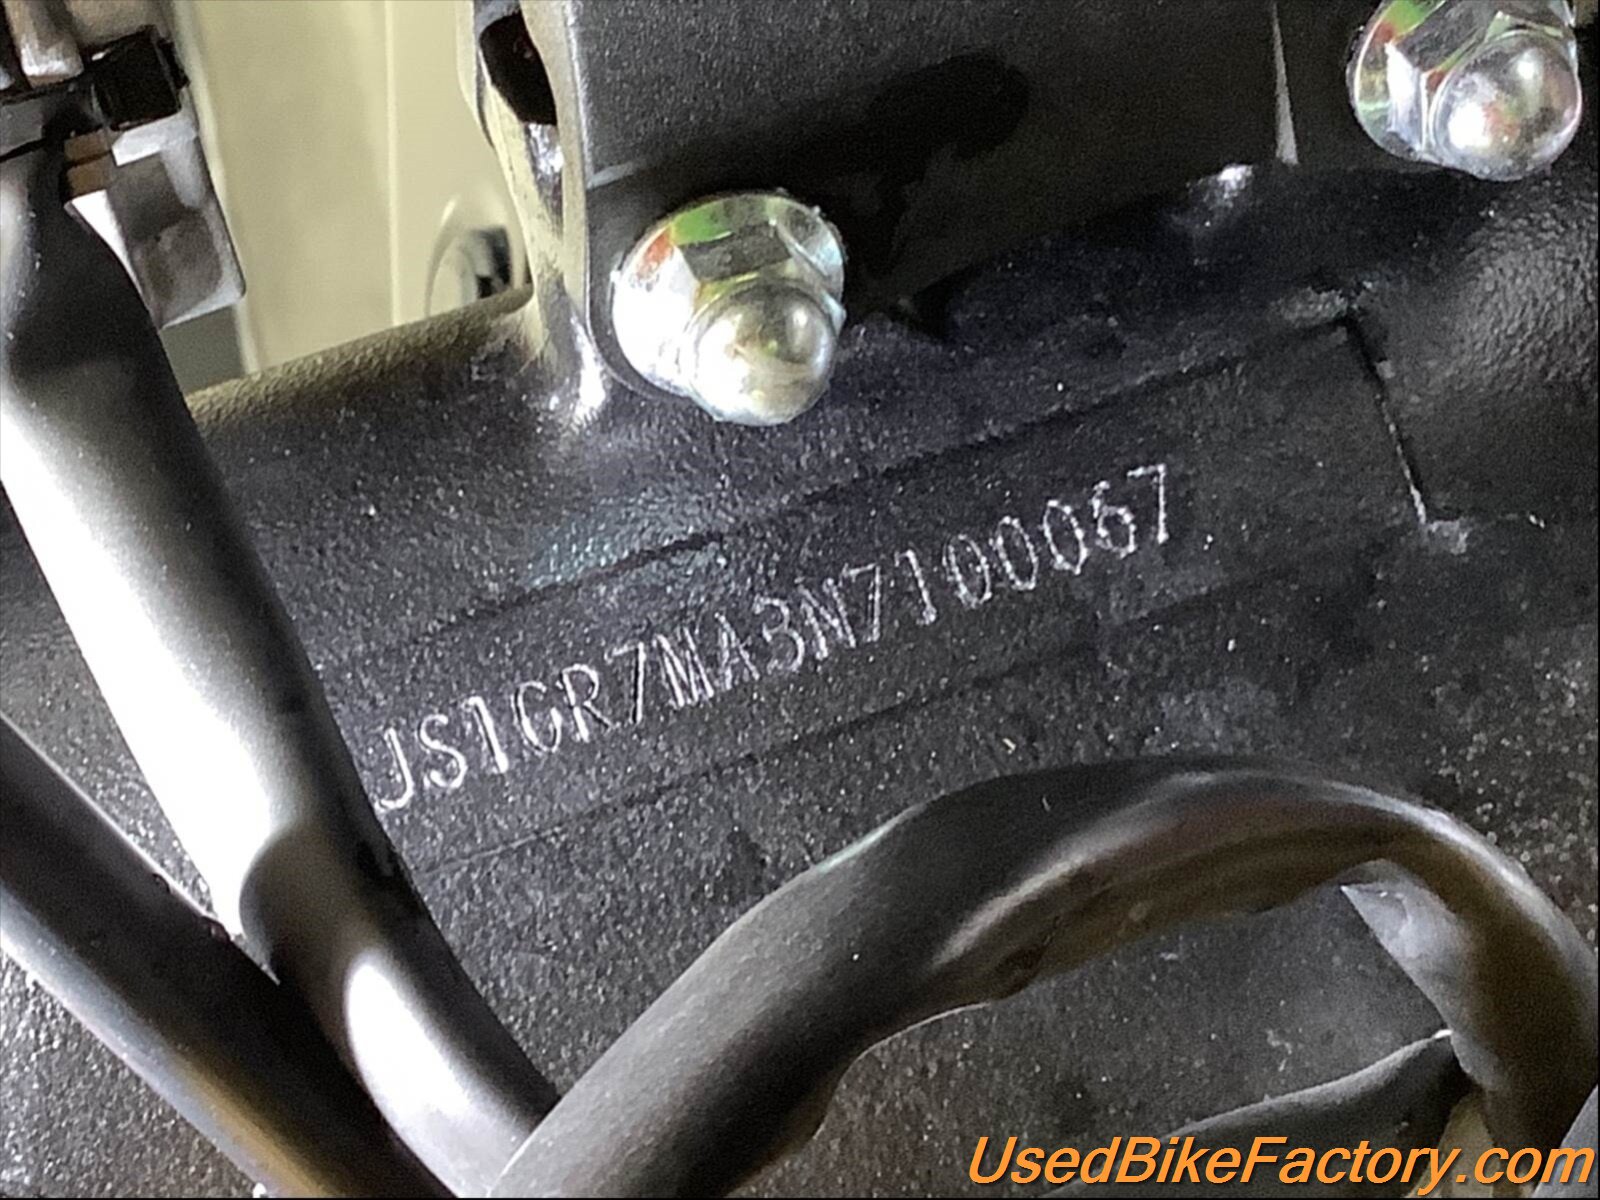 JS1GR7MA3N7100067
UsedBikeFactory.com